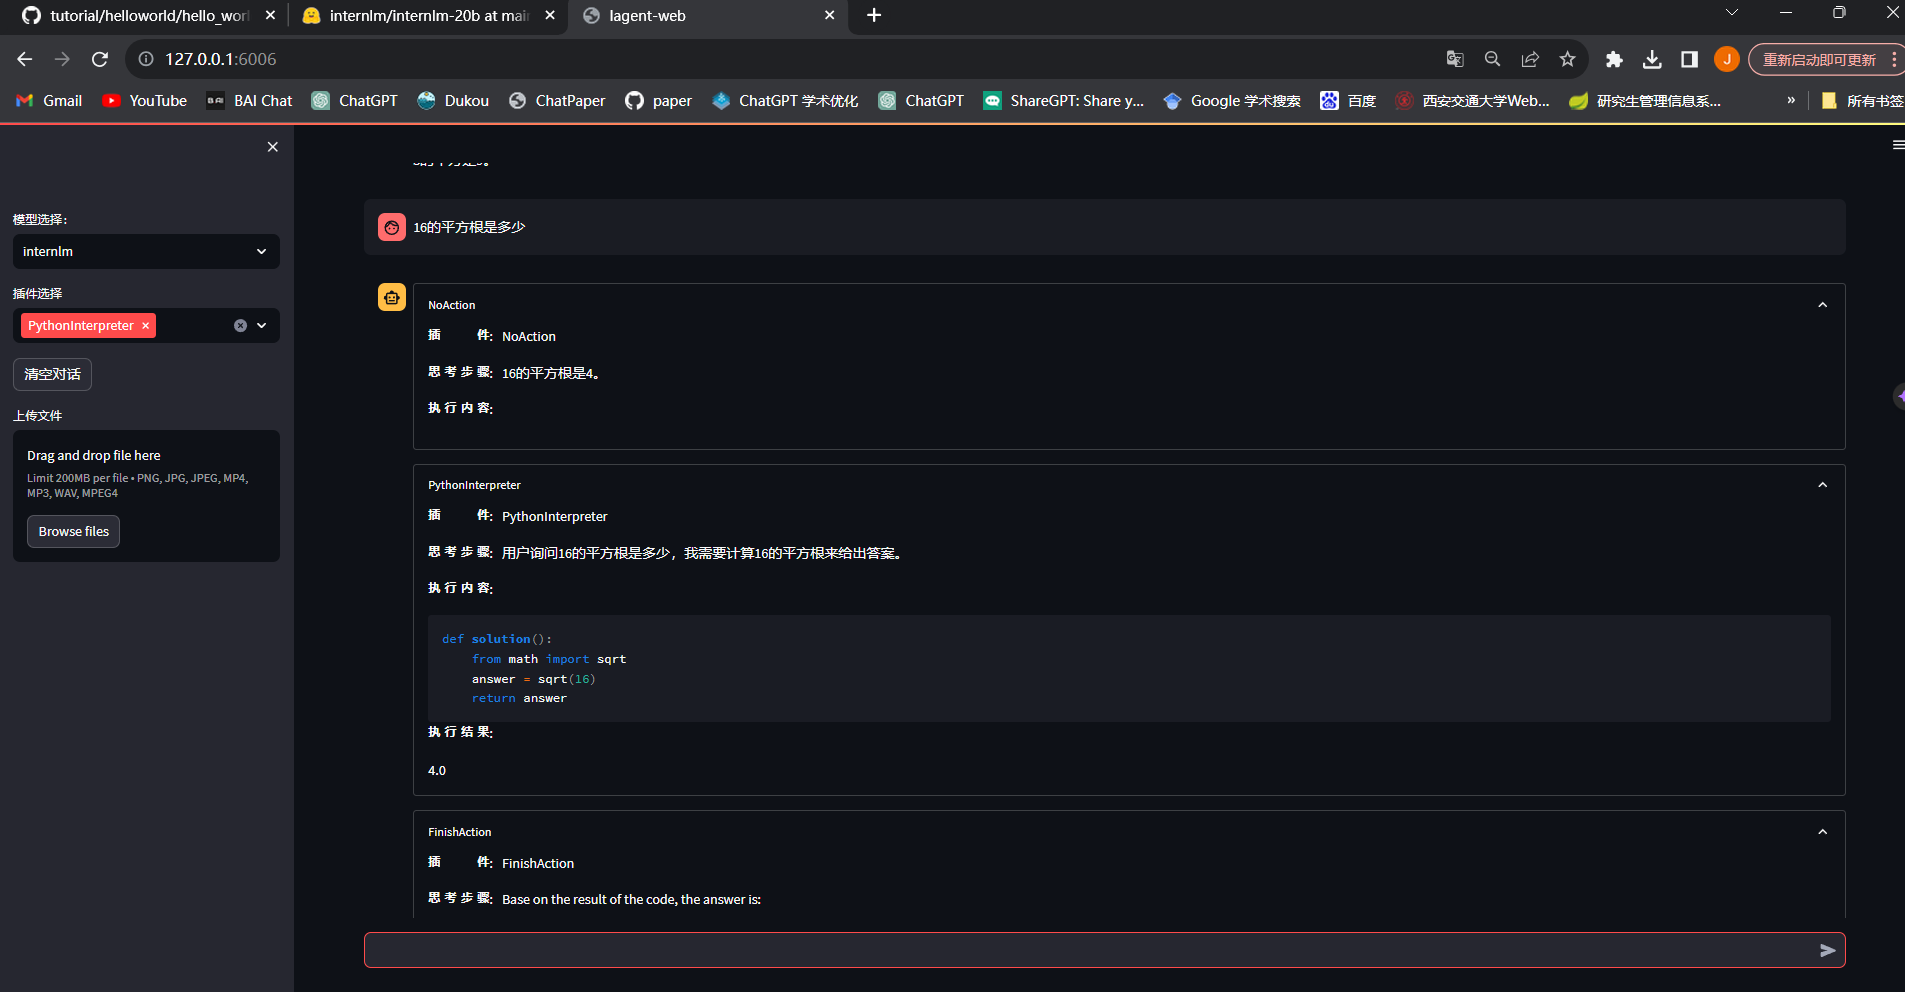 tutorial/helloworld/hello_worl
internlm/internlm-20b at mai
lagent-web
127.0.0.1:6006
J
重新启动即可更新
Gmail
YouTube
BAI Chat
ChatGPT
Dukou
ChatPaper
paper
ChatGPT 学术优化
ChatGPT
ShareGPT: Share y...
Google 学术搜索
百度
西安交通大学Web...
研究生管理信息系...
»
所有书签
模型选择：
internlm
插件选择
PythonInterpreter
清空对话
上传文件
Drag and drop file here
Limit 200MB per file • PNG, JPG, JPEG, MP4,
MP3, WAV, MPEG4
Browse files
16的平方根是多少
NoAction
插 件: NoAction
思 考 步 骤: 16的平方根是4。
执 行 内 容:
PythonInterpreter
插 件: PythonInterpreter
思 考 步 骤: 用户询问16的平方根是多少，我需要计算16的平方根来给出答案。
执 行 内 容:
def solution():
from math import sqrt
answer = sqrt(16)
return answer
执 行 结 果:
4.0
FinishAction
插 件: FinishAction
思 考 步 骤: Base on the result of the code, the answer is: